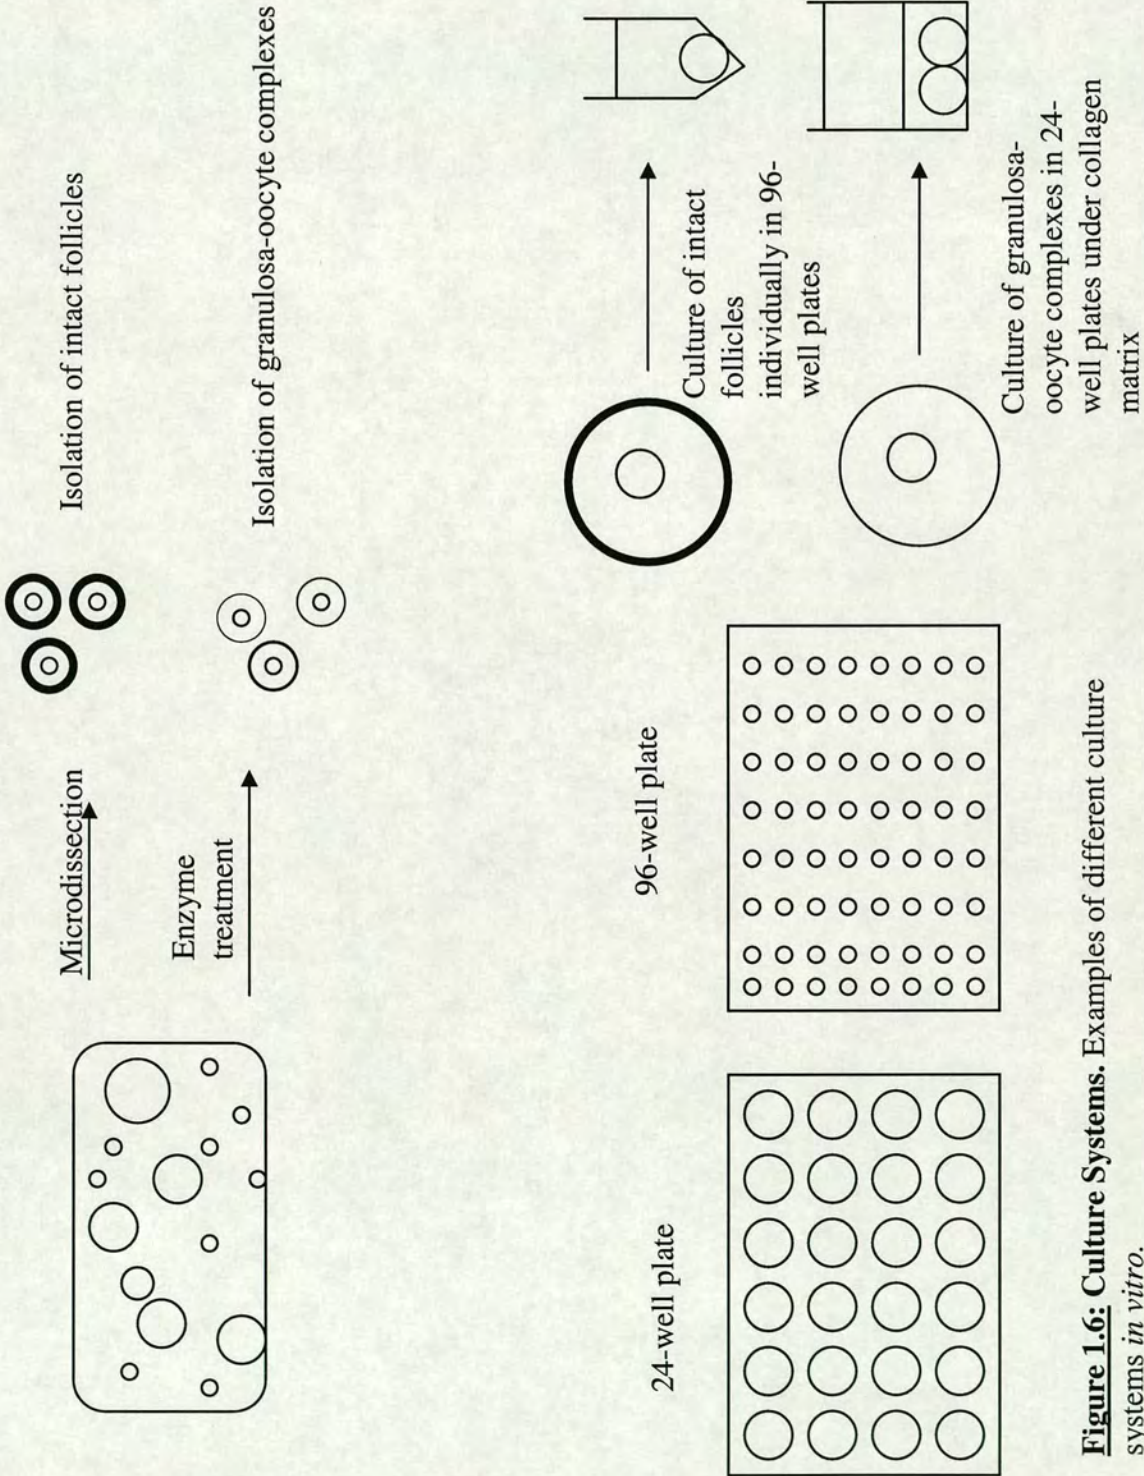 Microdissection
Isolation of intact follicles
Enzyme
treatment
Isolation of granulosa-oocyte complexes
24-well plate
96-well plate
Culture of intact
follicles
individually in 96-
well plates
Culture of granulosa-
oocyte complexes in 24-
well plates under collagen
matrix
Figure 1.6: Culture Systems. Examples of different culture
systems in vitro.